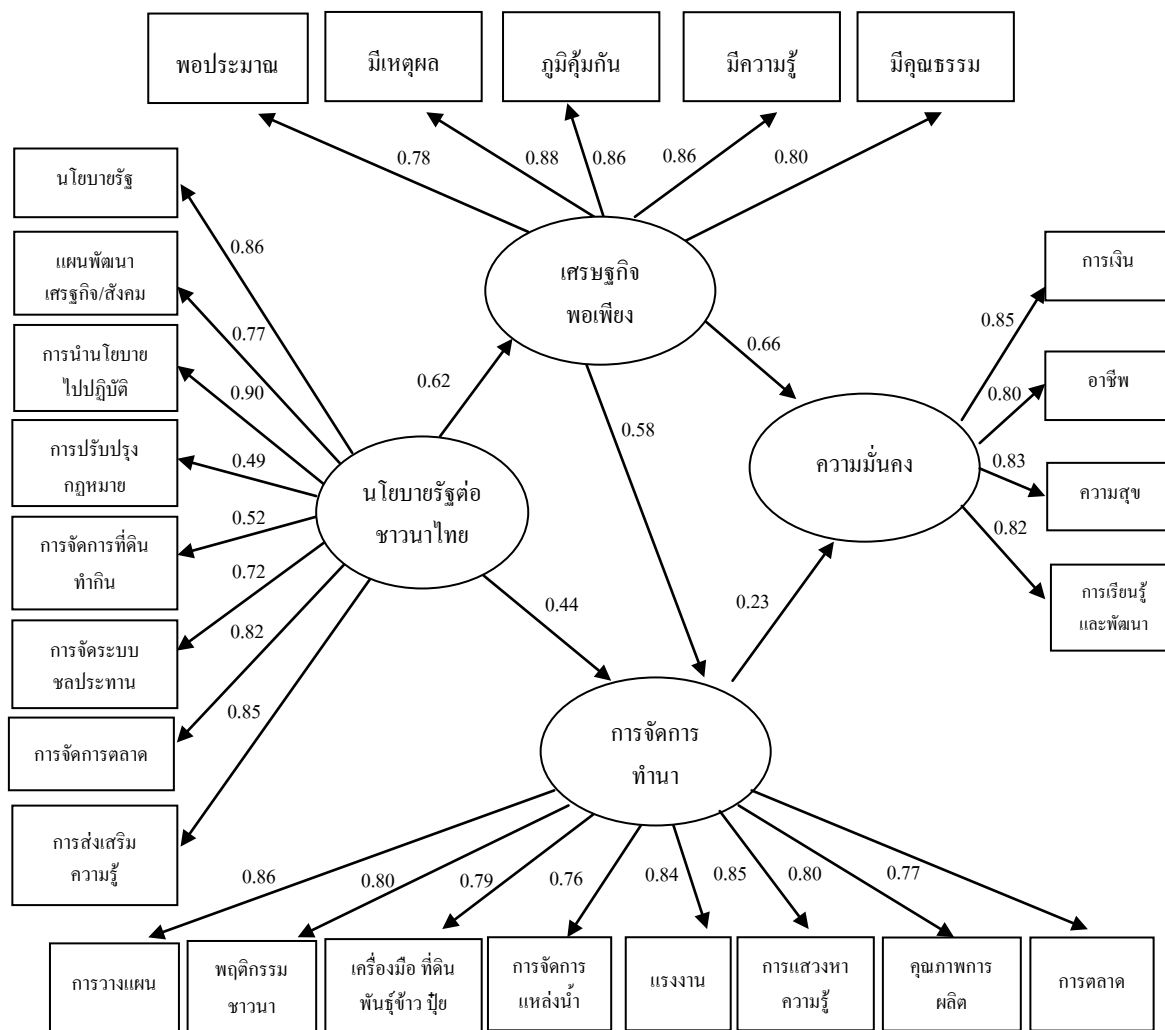 พอประมาณ
มีเหตุผล
ภูมิคุ้มกัน
มีความรู้
มีคุณธรรม
0.78
0.88
0.86
0.86
0.80
นโยบายรัฐ
แผนพัฒนา
เศรฐกิจ/สังคม
การนำนโยบาย
ไปปฏิบัติ
การปรับปรุง
กฎหมาย
การจัดการที่ดิน
ทำกิน
การจัดระบบ
ชลประทาน
การจัดการตลาด
การส่งเสริม
ความรู้
0.86
0.77
0.90
0.49
0.52
0.72
0.82
0.85
นโยบายรัฐต่อ
ชาวนาไทย
เศรษฐกิจ
พอเพียง
0.62
0.66
0.58
0.44
0.23
ความมั่นคง
0.85
0.80
0.83
0.82
การเงิน
อาชีพ
ความสุข
การเรียนรู้
และพัฒนา
การจัดการ
ทำนา
0.86
0.80
0.79
0.76
0.84
0.85
0.80
0.77
การวางแผน
พฤติกรรม
ชาวนา
เครื่องมือ ที่ดิน
พันธุ์ข้าว ปุ๋ย
การจัดการ
แหล่งน้ำ
แรงงาน
การแสวงหา
ความรู้
คุณภาพการ
ผลิต
การตลาด